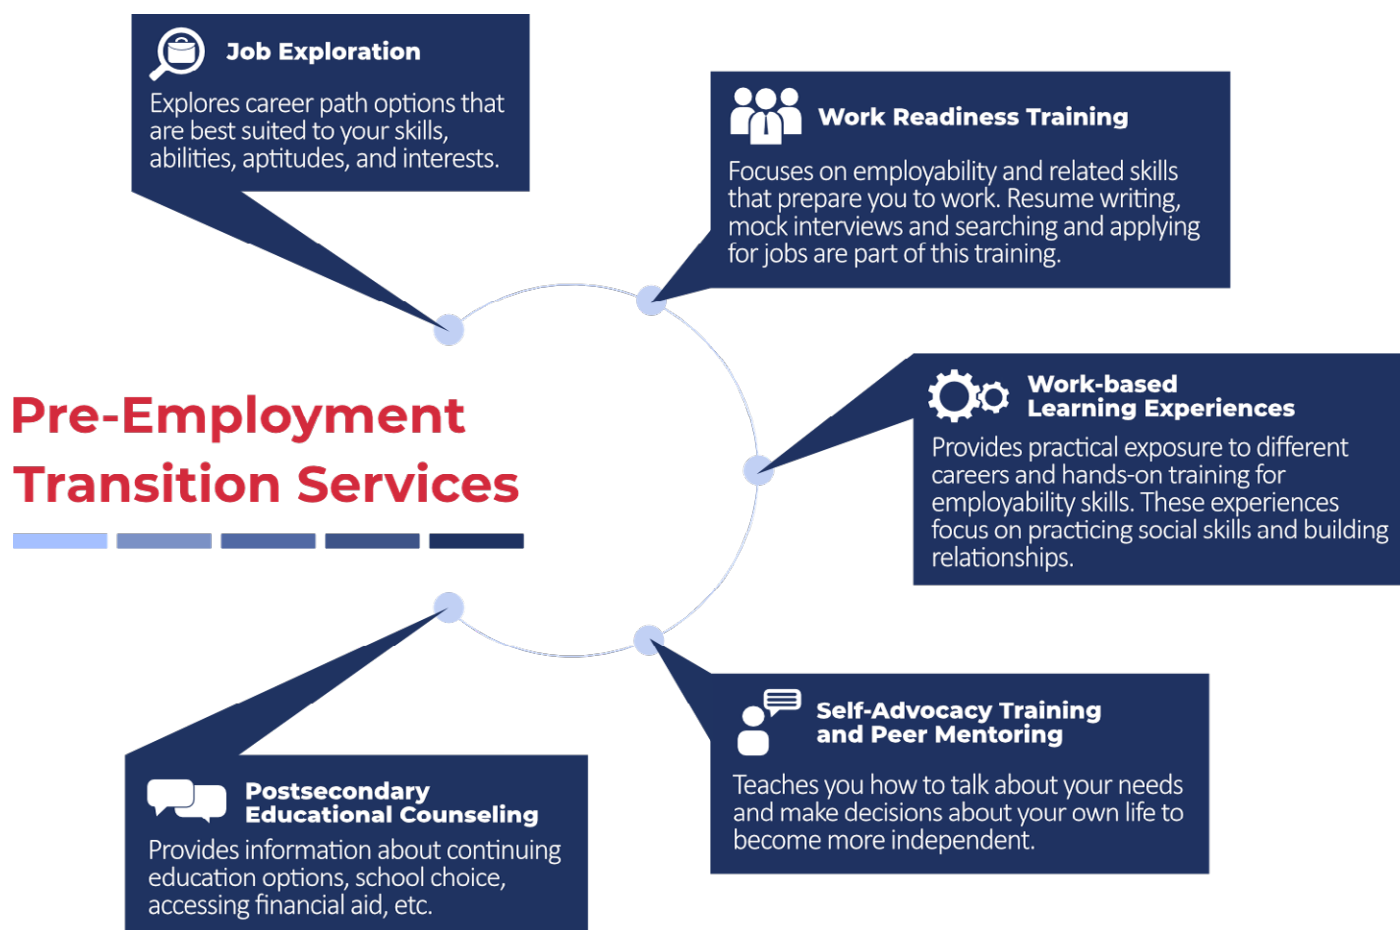 Job Exploration
Explores career path options that
are best suited to your skills,
abilities, aptitudes, and interests.
Work Readiness Training
Focuses on employability and related skills
that prepare you to work. Resume writing,
mock interviews and searching and applying
for jobs are part of this training.
Pre-Employment
Transition Services
Work-based
Learning Experiences
Provides practical exposure to different
careers and hands-on training for
employability skills. These experiences
focus on practicing social skills and building
relationships.
Self-Advocacy Training
and Peer Mentoring
Teaches you how to talk about your needs
and make decisions about your own life to
become more independent.
Postsecondary
Educational Counseling
Provides information about continuing
education options, school choice,
accessing financial aid, etc.